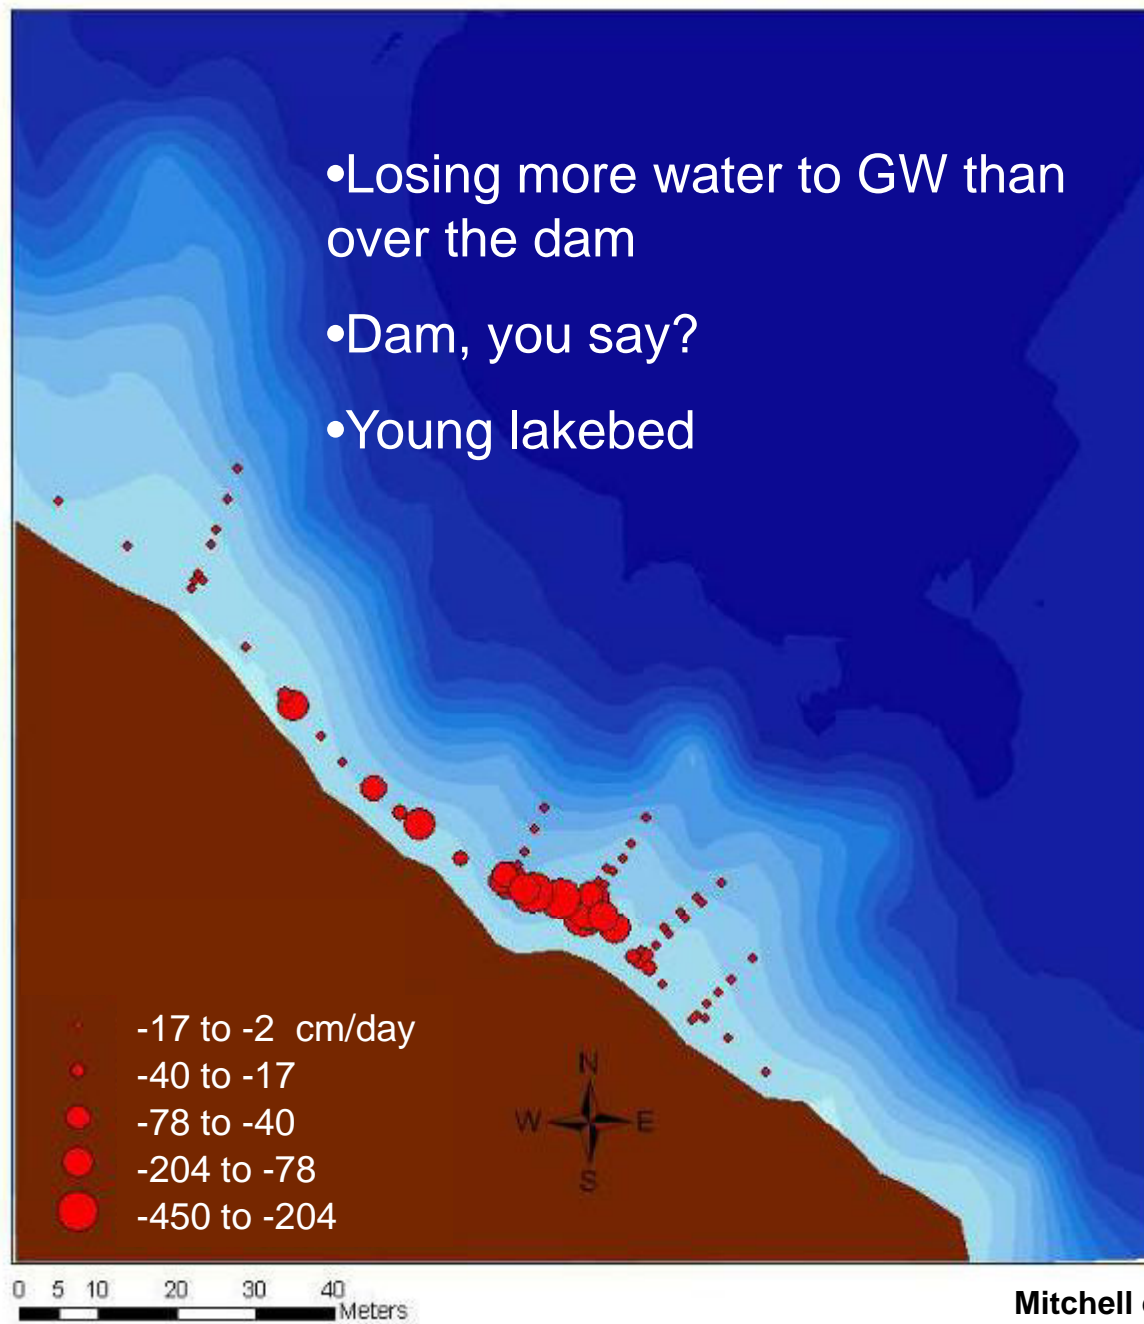 •Losing more water to GW than
over the dam
•Dam, you say?
•Young lakebed
-17 to -2 cm/day
-40 to -17
-78 to -40
-204 to -78
-450 to -204
N
W E
S
0 5 10 20 30 40
Meters
Mitchell